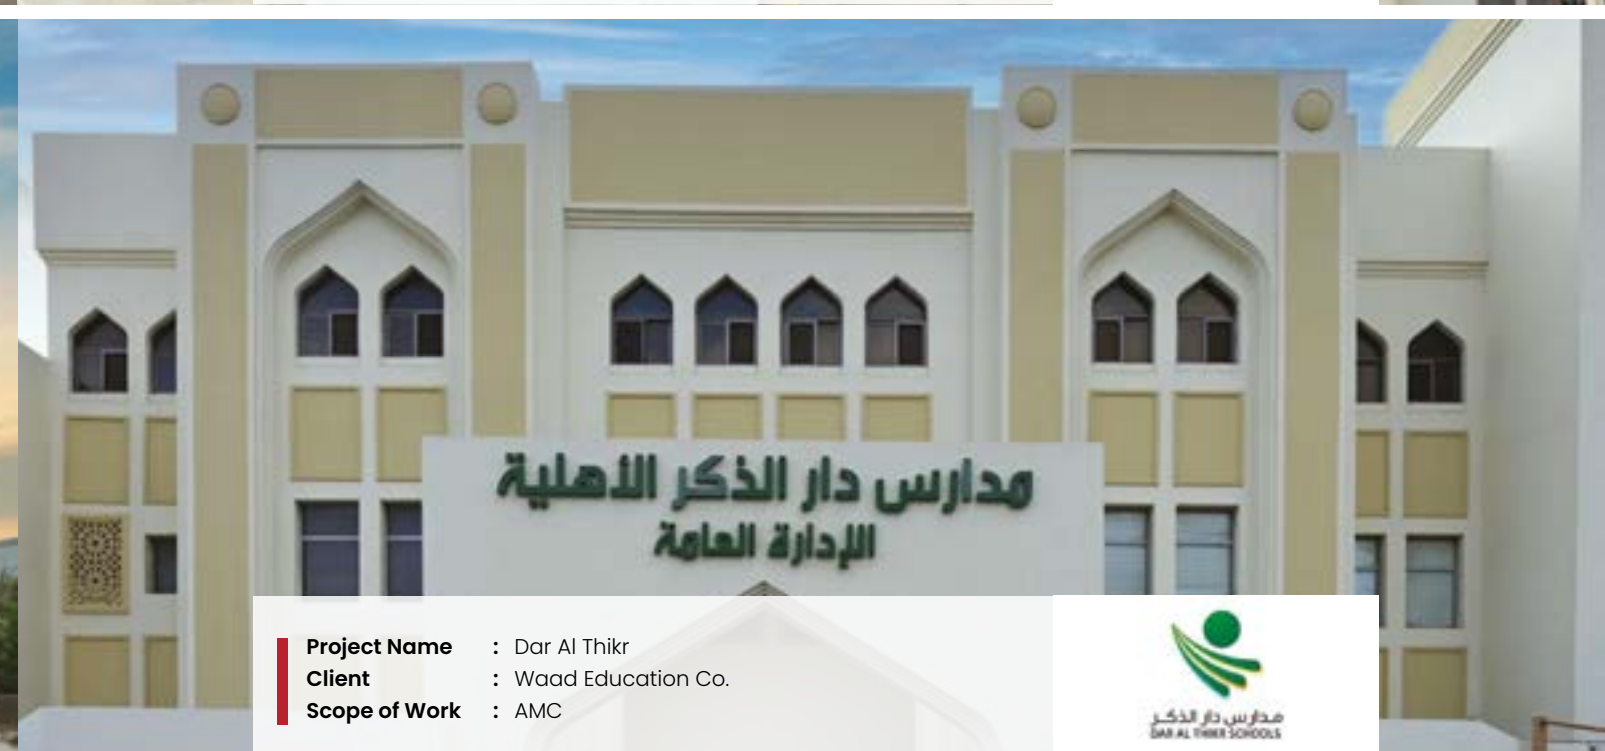 مدارس دار الذكر الأهلية
الإدارة العامة
Project Name : Dar Al Thikr
Client : Waad Education Co.
Scope of Work : AMC
مدارس دار الذكر
DAR AL THIKR SCHOOLS